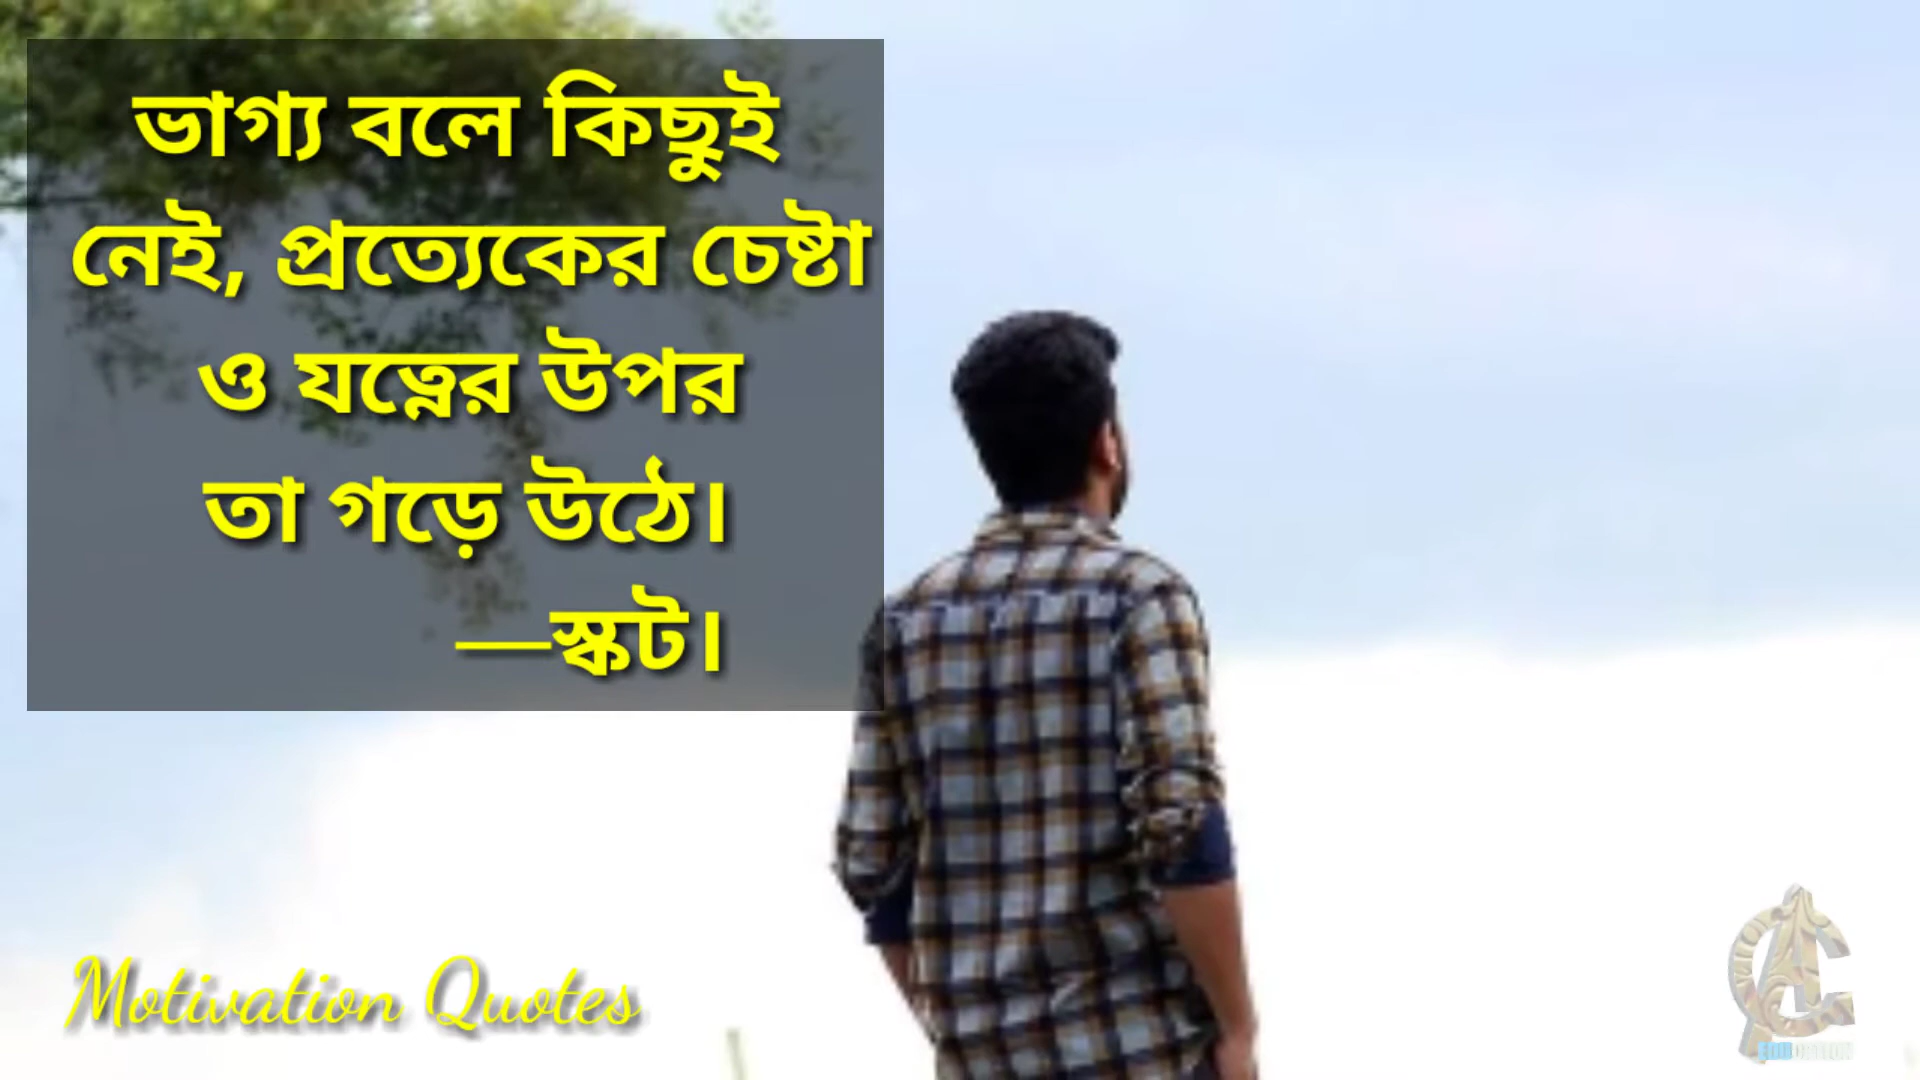 ভাগ্য বলে কিছুই
নেই, প্রত্যেকের চেষ্টা
ও যত্নের উপর
তা গড়ে উঠে।
—স্কট।
Motivation Quotes